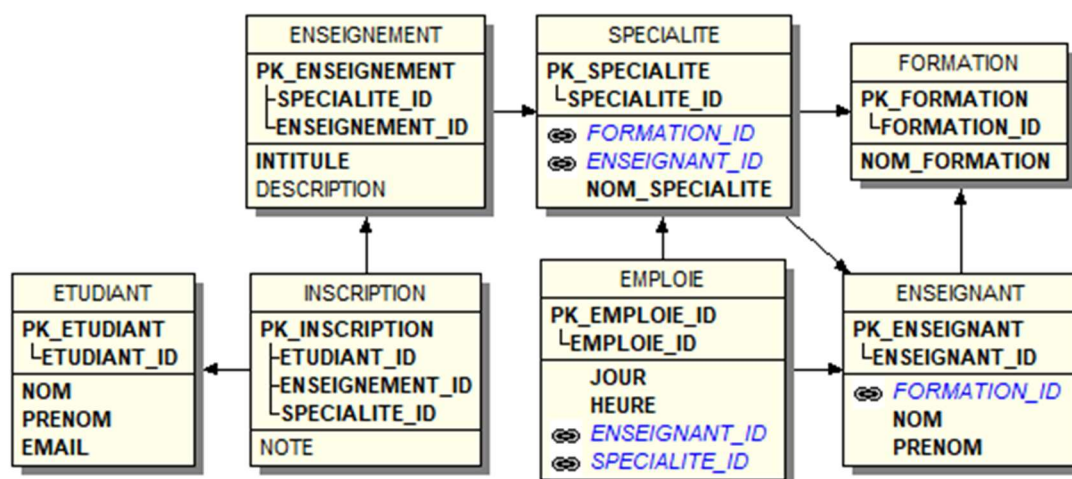 ENSEIGNEMENT
PK_ENSEIGNEMENT
SPECIALITE_ID
ENSEIGNEMENT_ID
INTITULE
DESCRIPTION
SPECIALITE
PK_SPECIALITE
SPECIALITE_ID
FORMATION_ID
ENSEIGNANT_ID
NOM_SPECIALITE
FORMATION
PK_FORMATION
FORMATION_ID
NOM_FORMATION
ETUDIANT
PK_ETUDIANT
ETUDIANT_ID
NOM
PRENOM
EMAIL
INSCRIPTION
PK_INSCRIPTION
ETUDIANT_ID
ENSEIGNEMENT_ID
SPECIALITE_ID
NOTE
EMPLOIE
PK_EMPLOIE_ID
EMPLOIE_ID
JOUR
HEURE
ENSEIGNANT_ID
SPECIALITE_ID
ENSEIGNANT
PK_ENSEIGNANT
ENSEIGNANT_ID
FORMATION_ID
NOM
PRENOM